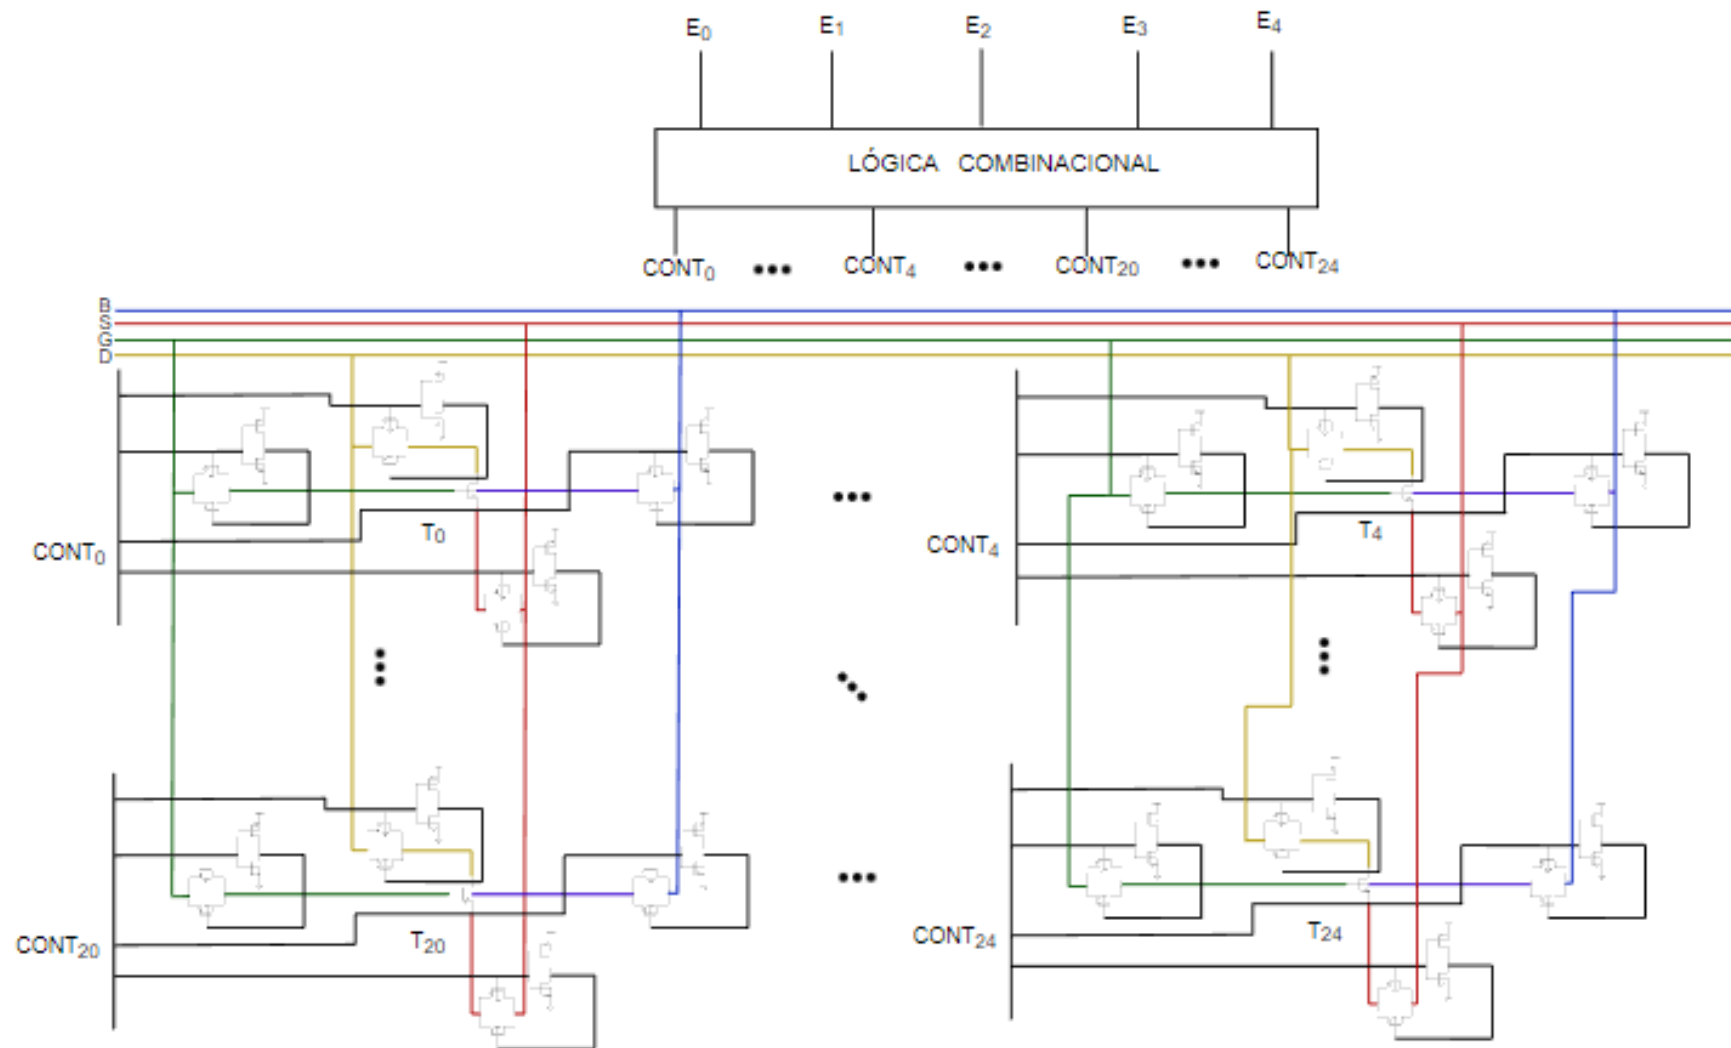 E0 E1 E2 E3 E4
LÓGICA COMBINACIONAL
CONT0 ••• CONT4 ••• CONT20 ••• CONT24
B
S
G
D
T0 T4
CONT0 CONT4
T20 T24
CONT20 CONT24